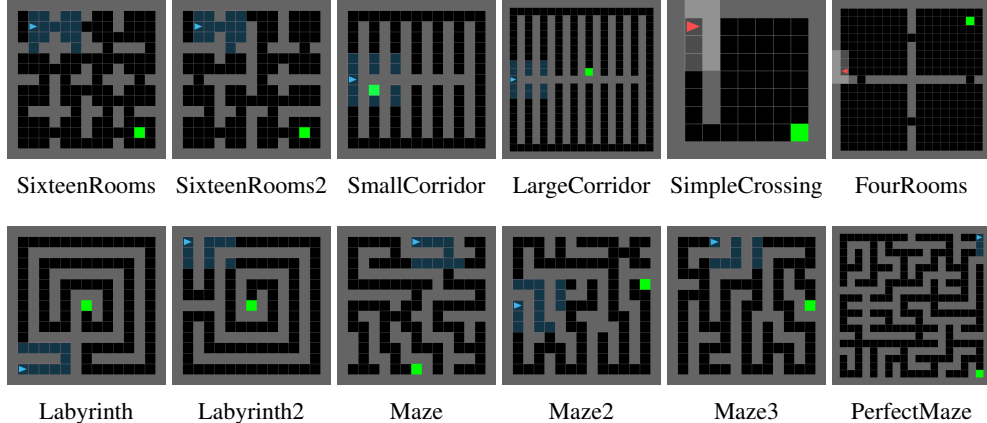 SixteenRooms SixteenRooms2 SmallCorridor LargeCorridor SimpleCrossing FourRooms
Labyrinth Labyrinth2 Maze Maze2 Maze3 PerfectMaze